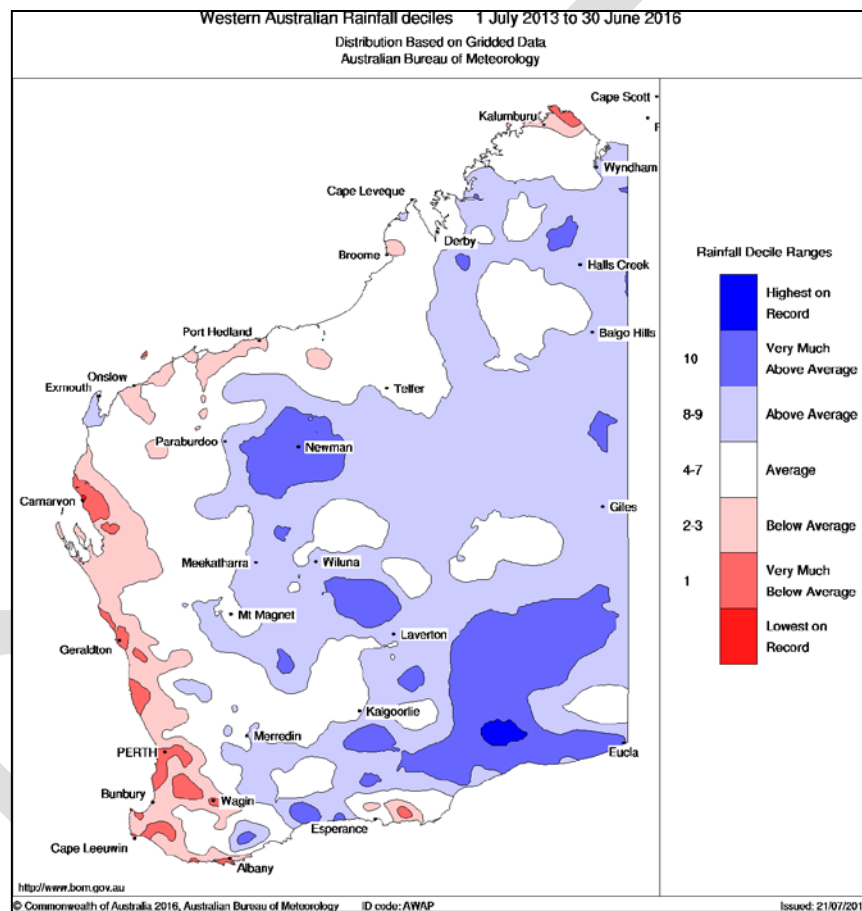 Western Australian Rainfall deciles 1 July 2013 to 30 June 2016
Distribution Based on Gridded Data
Australian Bureau of Meteorology
Cape Scott
Kalumburu
Wyndham
Cape Leveque
Derby
Broome
Halls Creek
Port Hedland
Balgo Hills
Onslow
Exmouth
Telfer
Paraburdoo
Newman
Carnarvon
Giles
Meekatharra
Wiluna
Mt Magnet
Laverton
Geraldton
Kalgoorlie
Merredin
PERTH
Eucla
Bunbury
Wagin
Esperance
Cape Leeuwin
Albany
Rainfall Decile Ranges
Highest on
Record
10 Very Much
Above Average
8-9 Above Average
4-7 Average
2-3 Below Average
1 Very Much
Below Average
Lowest on
Record
http://www.bom.gov.au
© Commonwealth of Australia 2016, Australian Bureau of Meteorology ID code: AWAP Issued: 21/07/201